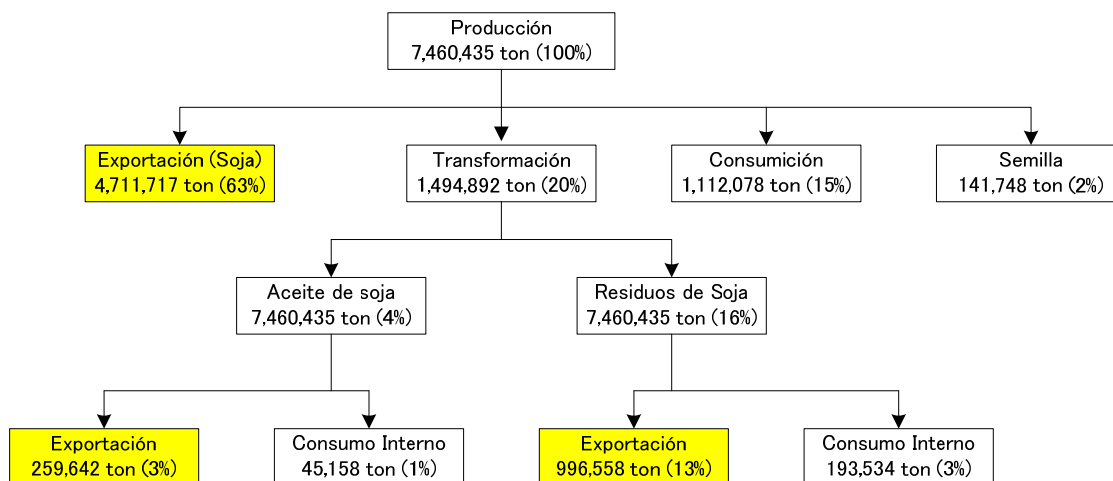 Producción
7,460,435 ton (100%)
Exportación (Soja)
4,711,717 ton (63%)
Transformación
1,494,892 ton (20%)
Consumición
1,112,078 ton (15%)
Semilla
141,748 ton (2%)
Aceite de soja
7,460,435 ton (4%)
Residuos de Soja
7,460,435 ton (16%)
Exportación
259,642 ton (3%)
Consumo Interno
45,158 ton (1%)
Exportación
996,558 ton (13%)
Consumo Interno
193,534 ton (3%)